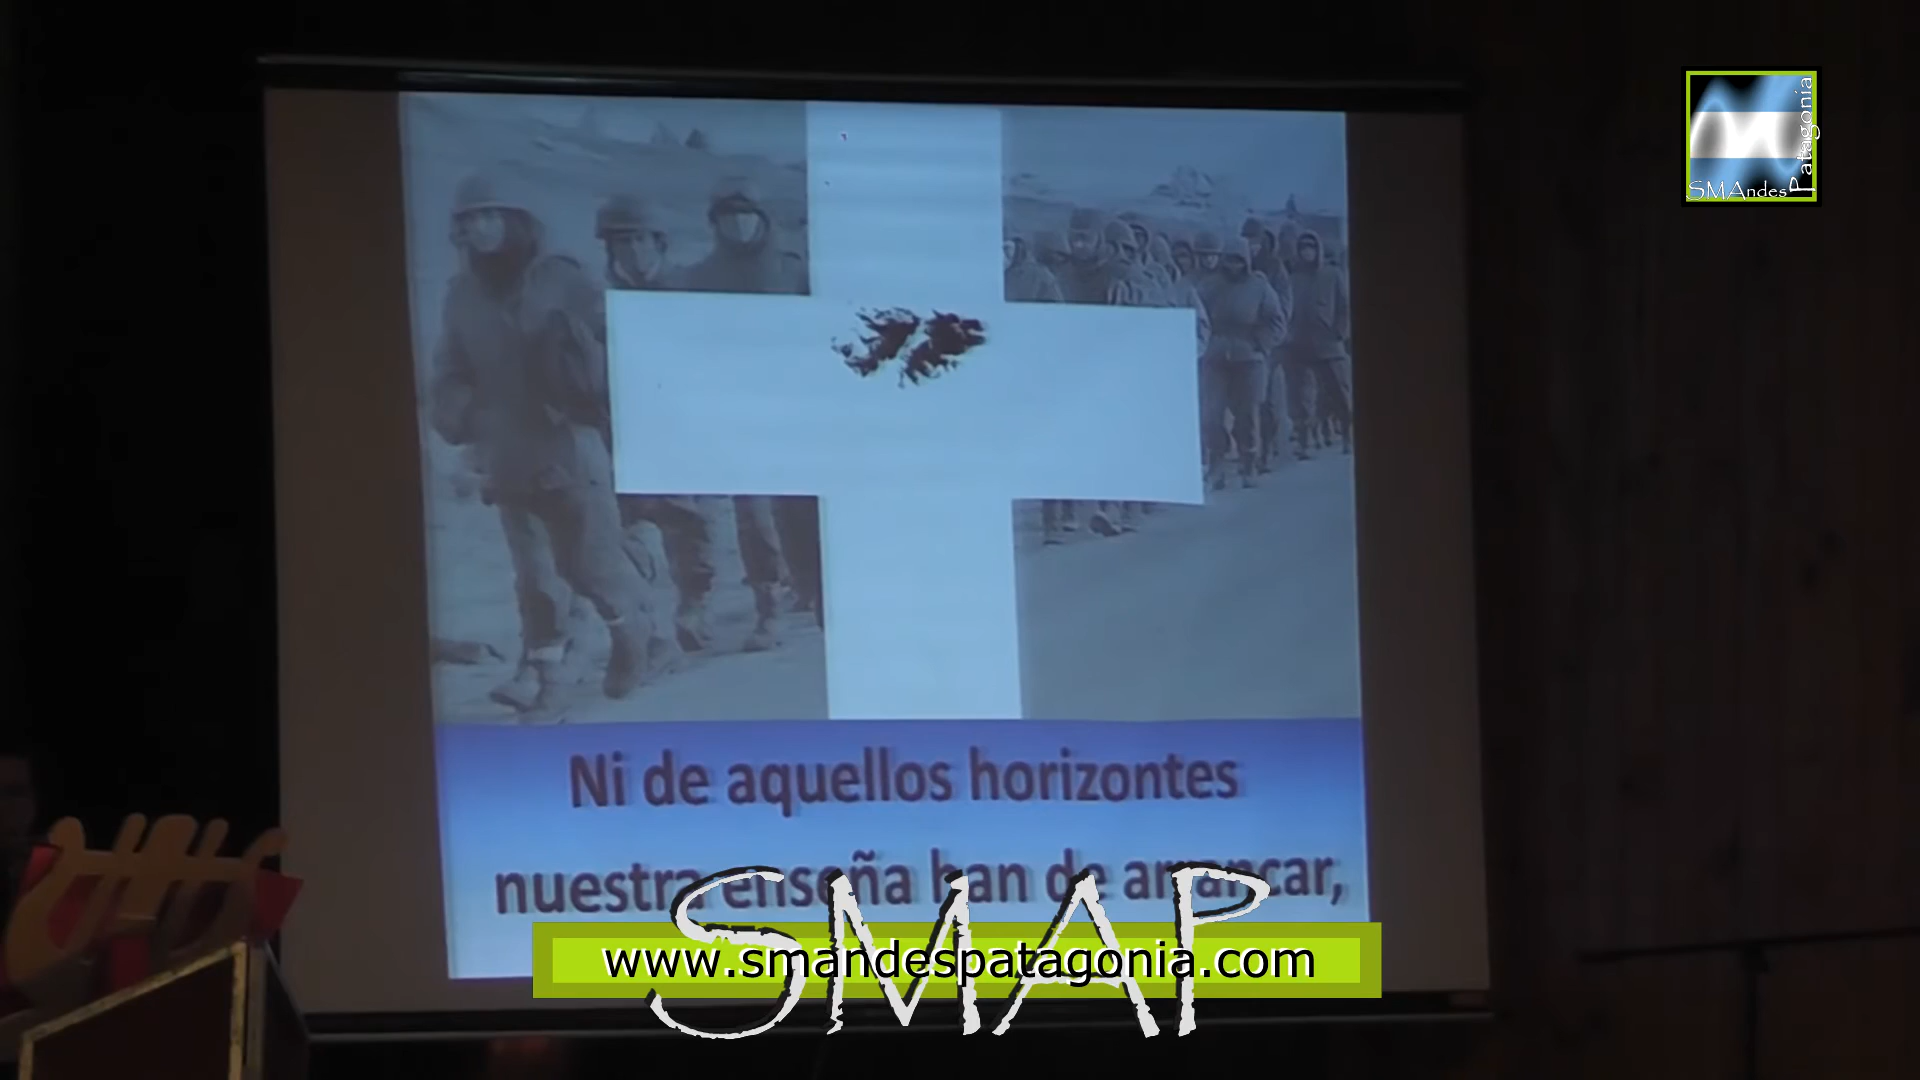 SMAndes
Patagonia
Ni de aquellos horizontes
nuestra enseña han de arrancar,
SMAP
www.smandespatagonia.com